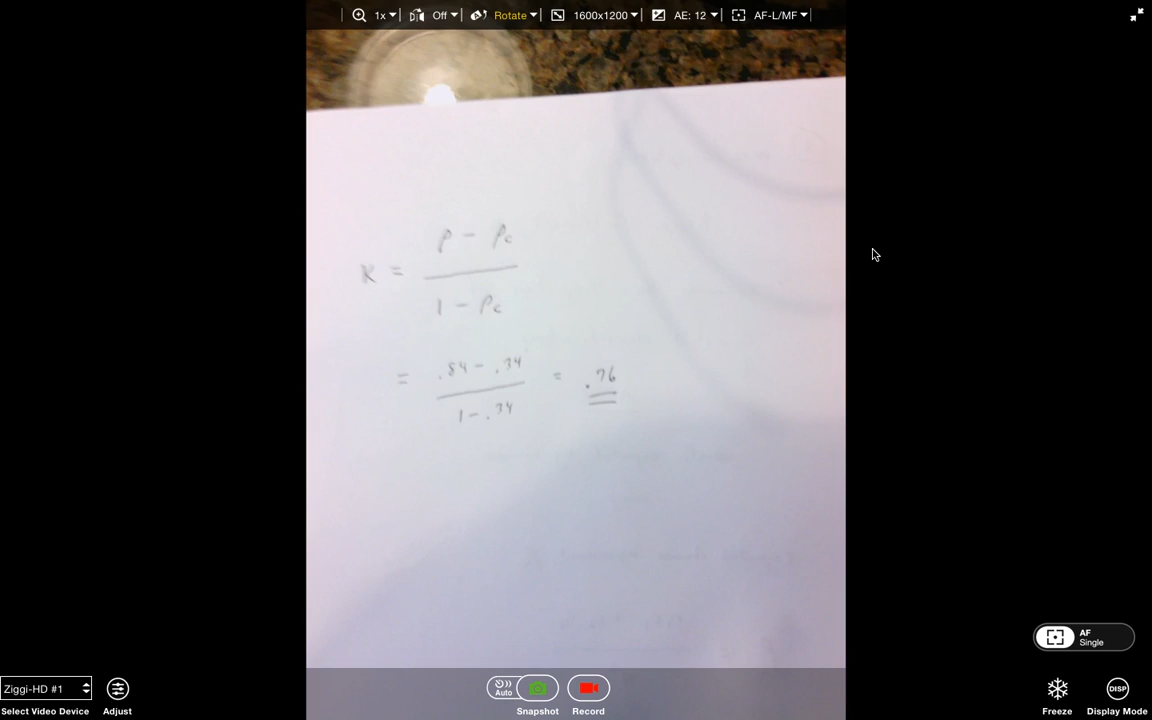 1x Off Rotate 1600x1200 AE: 12 AF-L/MF
K = P - Pc / 1 - Pc
= .84 - .34 / 1 - .34 = .76
AF
Single
Ziggi-HD #1
Auto
Select Video Device Adjust Snapshot Record Freeze DISP Display Mode